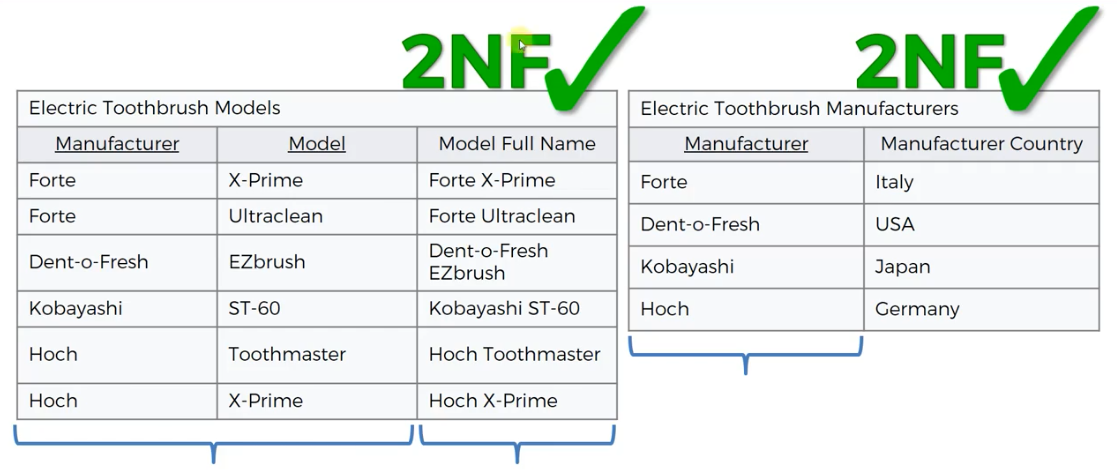 2NF
2NF
Electric Toothbrush Models
Manufacturer Model Model Full Name
Forte X-Prime Forte X-Prime
Forte Ultraclean Forte Ultraclean
Dent-o-Fresh EZbrush Dent-o-Fresh
EZbrush
Kobayashi ST-60 Kobayashi ST-60
Hoch Toothmaster Hoch Toothmaster
Hoch X-Prime Hoch X-Prime
Electric Toothbrush Manufacturers
Manufacturer Manufacturer Country
Forte Italy
Dent-o-Fresh USA
Kobayashi Japan
Hoch Germany